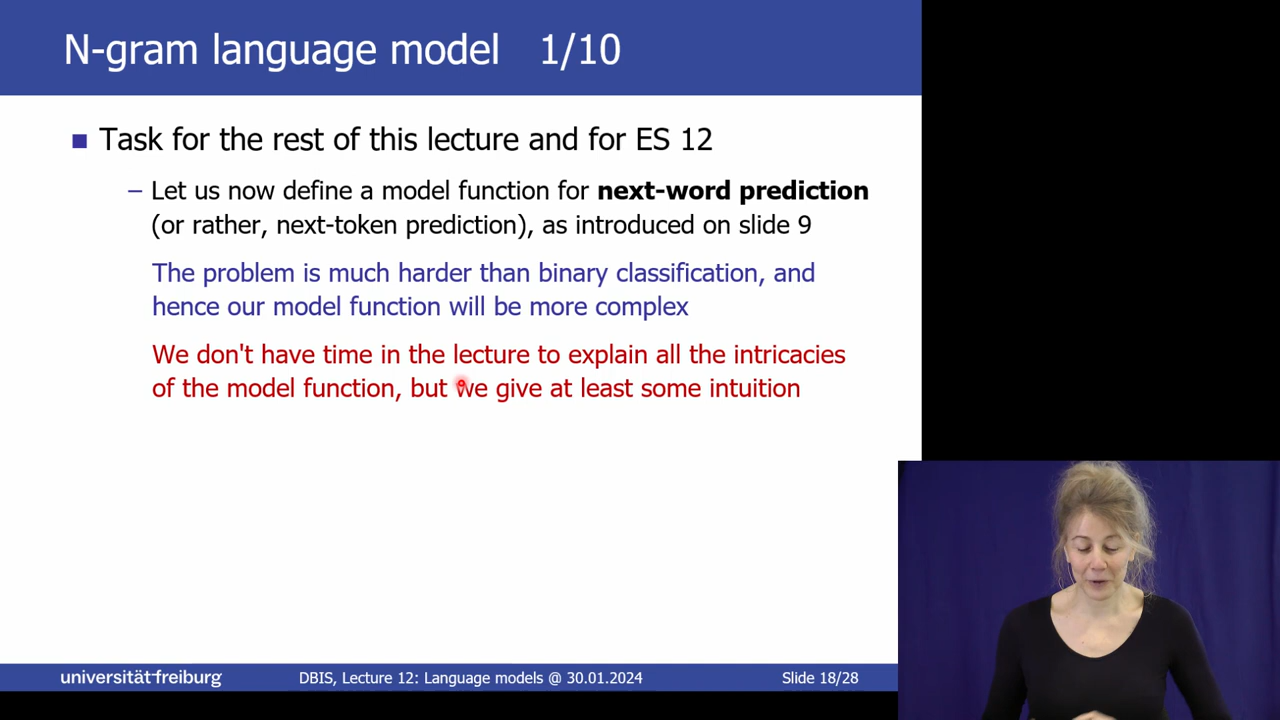 N-gram language model 1/10
Task for the rest of this lecture and for ES 12
– Let us now define a model function for next-word prediction
(or rather, next-token prediction), as introduced on slide 9
The problem is much harder than binary classification, and
hence our model function will be more complex
We don't have time in the lecture to explain all the intricacies
of the model function, but we give at least some intuition
universität freiburg
DBIS, Lecture 12: Language models @ 30.01.2024
Slide 18/28